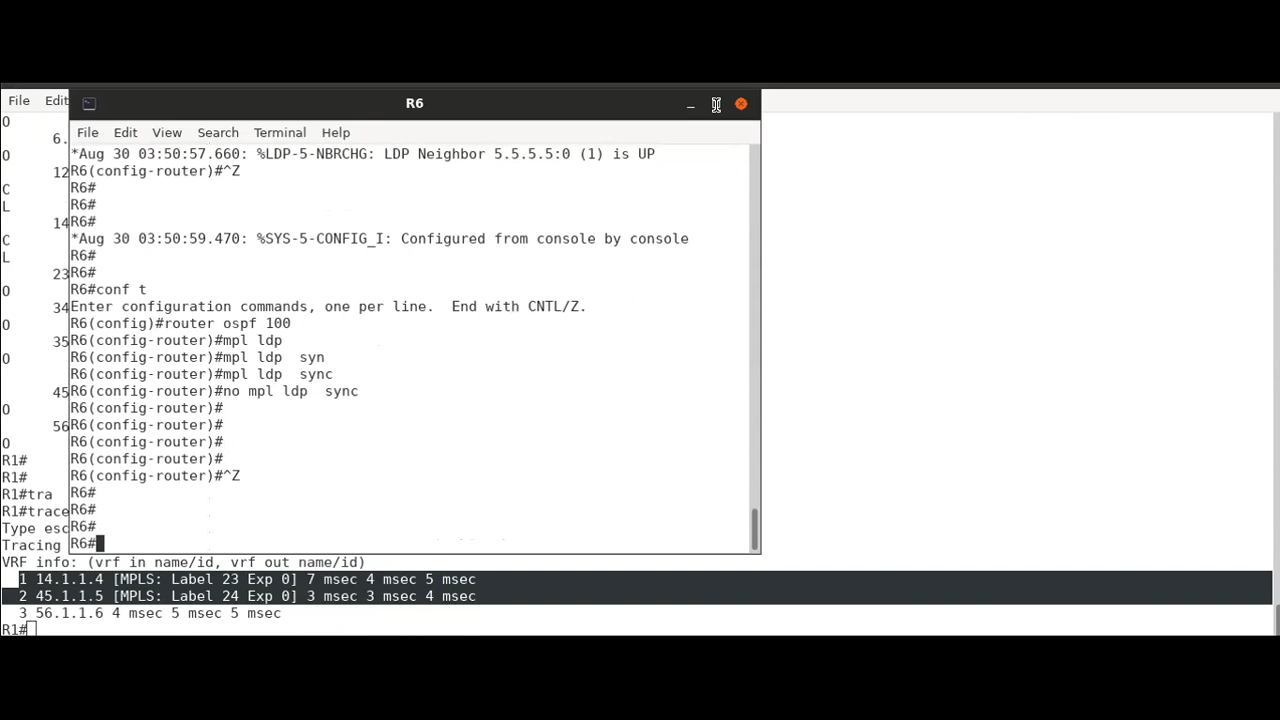 File Edit
O
6.
O
12
C
L
14
C
L
23
O
34
O
35
O
45
O
56
O
R1#
R1#
R1#tra
R1#trace
Type esc
Tracing
VRF info: (vrf in name/id, vrf out name/id)
1 14.1.1.4 [MPLS: Label 23 Exp 0] 7 msec 4 msec 5 msec
2 45.1.1.5 [MPLS: Label 24 Exp 0] 3 msec 3 msec 4 msec
3 56.1.1.6 4 msec 5 msec 5 msec
R1#
R6
File Edit View Search Terminal Help
*Aug 30 03:50:57.660: %LDP-5-NBRCHG: LDP Neighbor 5.5.5.5:0 (1) is UP
R6(config-router)#^Z
R6#
R6#
R6#
*Aug 30 03:50:59.470: %SYS-5-CONFIG_I: Configured from console by console
R6#
R6#
R6#conf t
Enter configuration commands, one per line.  End with CNTL/Z.
R6(config)#router ospf 100
R6(config-router)#mpl ldp
R6(config-router)#mpl ldp  syn
R6(config-router)#mpl ldp  sync
R6(config-router)#no mpl ldp  sync
R6(config-router)#
R6(config-router)#
R6(config-router)#
R6(config-router)#
R6(config-router)#^Z
R6#
R6#
R6#
R6#